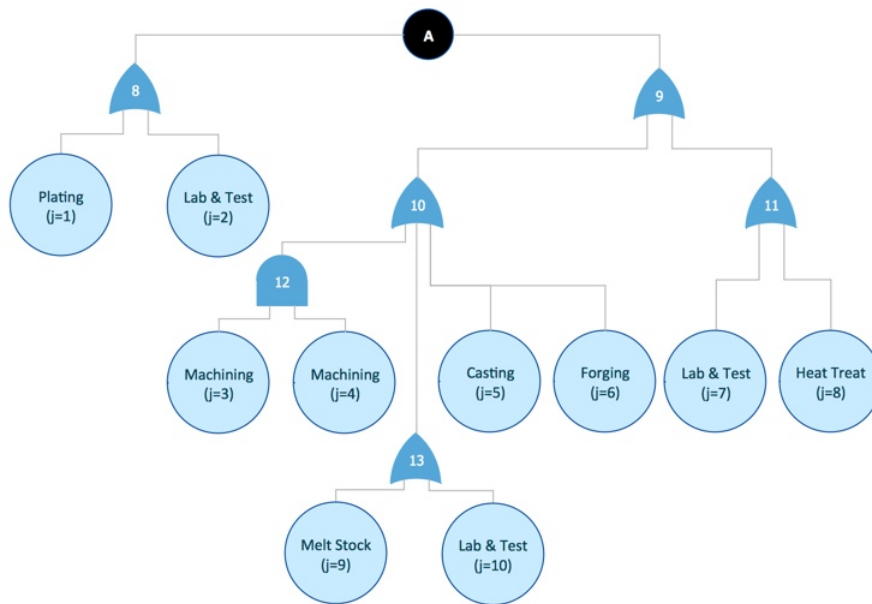 A
8
9
Plating
(j=1)
Lab & Test
(j=2)
10
11
12
Machining
(j=3)
Machining
(j=4)
Casting
(j=5)
Forging
(j=6)
Lab & Test
(j=7)
Heat Treat
(j=8)
13
Melt Stock
(j=9)
Lab & Test
(j=10)